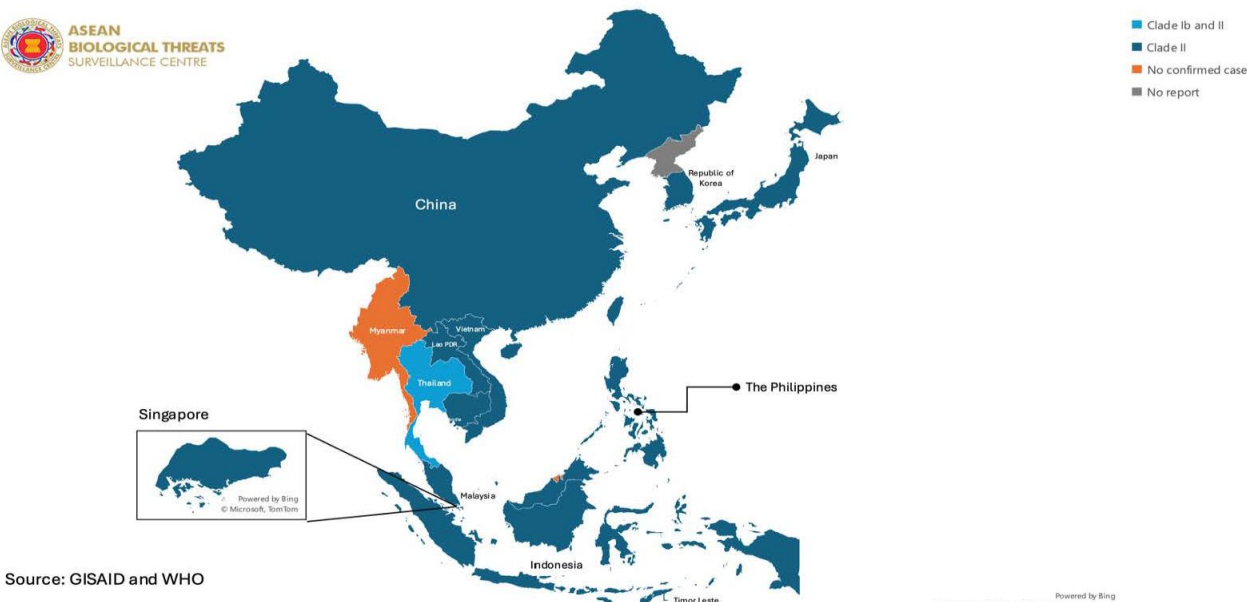 ASEAN
BIOLOGICAL THREATS
SURVEILLANCE CENTRE
Clade Ib and II
Clade II
No confirmed case
No report
Japan
Republic of
Korea
China
Myanmar
Vietnam
Lao PDR
Thailand
The Philippines
Singapore
Powered by Bing
© Microsoft, TomTom
Malaysia
Indonesia
Source: GISAID and WHO
Timor Leste
Powered by Bing